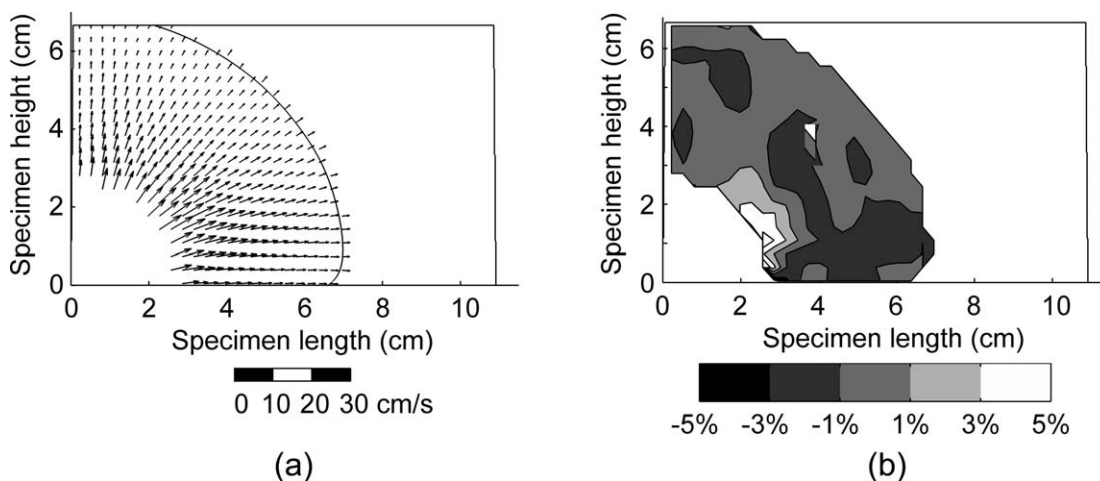 6
4
2
0
Specimen height (cm)
0 2 4 6 8 10
Specimen length (cm)
0 10 20 30 cm/s
(a)
6
4
2
0
Specimen height (cm)
0 2 4 6 8 10
Specimen length (cm)
-5% -3% -1% 1% 3% 5%
(b)